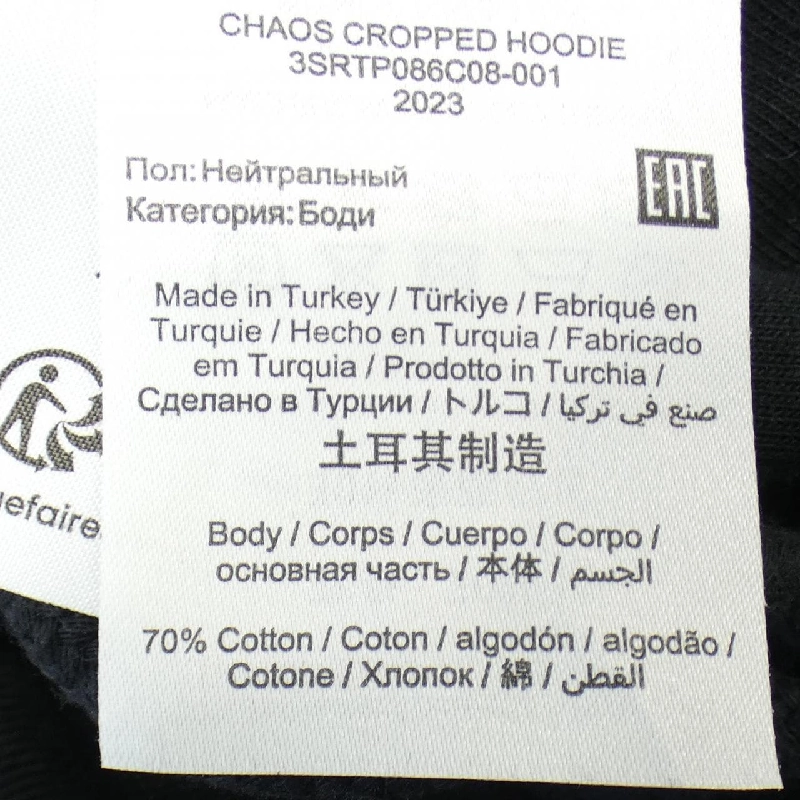 CHAOS CROPPED HOODIE
3SRTP086C08-001
2023
Пол: Нейтральный
Категория: Боди
EAC
Made in Turkey / Türkiye / Fabriqué en
Turquie / Hecho en Turquia / Fabricado
em Turquia / Prodotto in Turchia /
Сделано в Турции / トルコ / صنع في تركيا
土耳其制造
efaire
Body / Corps / Cuerpo / Corpo /
основная часть / 本体 / الجسم
70% Cotton / Coton / algodón / algodão /
Cotone / Хлопок / 綿 / القطن